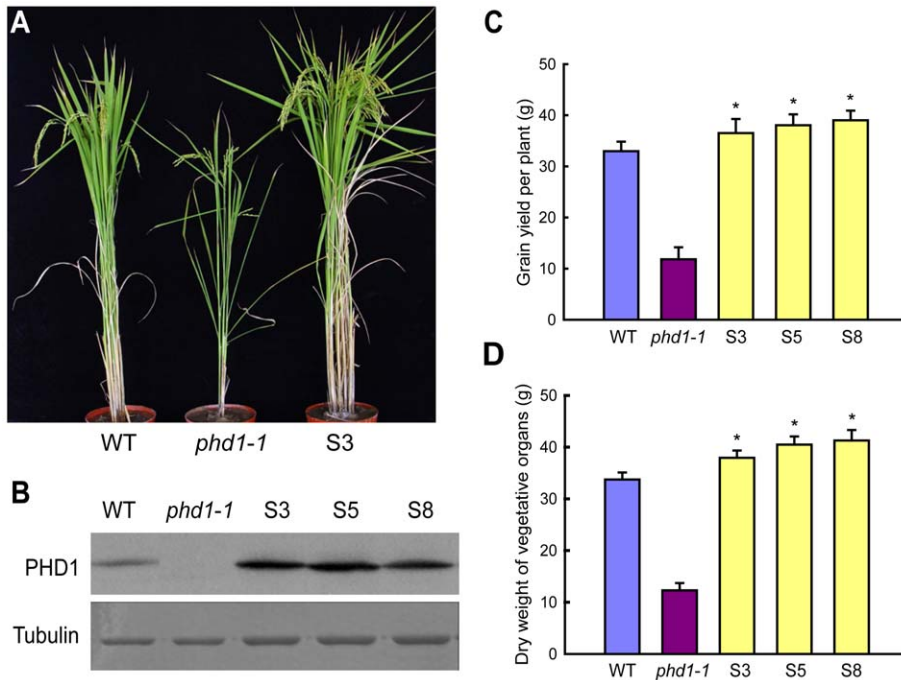 A
WT phd1-1 S3
B
WT phd1-1 S3 S5 S8
PHD1
Tubulin
C
Grain yield per plant (g)
50
40
30
20
10
0
* * *
WT phd1-1 S3 S5 S8
D
Dry weight of vegetative organs (g)
50
40
30
20
10
0
* * *
WT phd1-1 S3 S5 S8